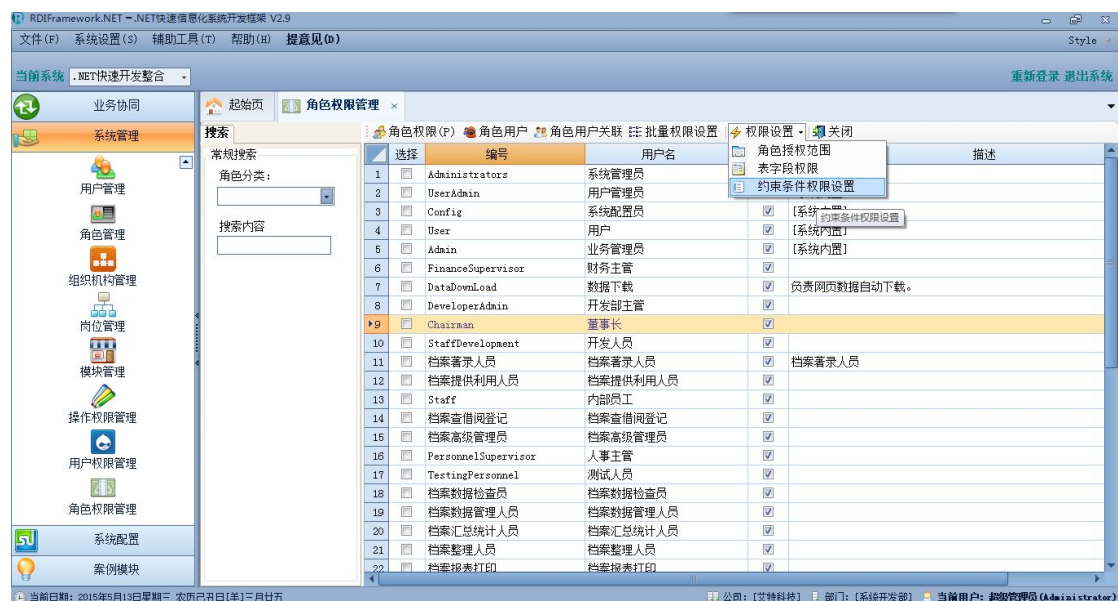 RDIFramework.NET━.NET快速信息化系统开发框架 V2.9
文件(F) 系统设置(S) 辅助工具(T) 帮助(H) 提意见(D) Style
当前系统 .NET快速开发整合 重新登录 退出系统
业务协同
系统管理
用户管理
角色管理
组织机构管理
岗位管理
模块管理
操作权限管理
用户权限管理
角色权限管理
系统配置
案例模块
起始页 角色权限管理 ×
搜索
常规搜索
角色分类:
搜索内容
角色权限(P) 角色用户 角色用户关联 批量权限设置 权限设置 关闭
角色授权范围
表字段权限
约束条件权限设置
约束条件权限设置
选择 编号 用户名 描述
1 Administrators 系统管理员
2 UserAdmin 用户管理员
3 Config 系统配置员
4 User 用户 [系统内置]
5 Admin 业务管理员 [系统内置]
6 FinanceSupervisor 财务主管
7 DataDownLoad 数据下载 负责网页数据自动下载。
8 DeveloperAdmin 开发部主管
9 Chairman 董事长
10 StaffDevelopment 开发人员
11 档案著录人员 档案著录人员 档案著录人员
12 档案提供利用人员 档案提供利用人员
13 Staff 内部员工
14 档案查借阅登记 档案查借阅登记
15 档案高级管理员 档案高级管理员
16 PersonnelSupervisor 人事主管
17 TestingPersonnel 测试人员
18 档案数据检查员 档案数据检查员
19 档案数据管理人员 档案数据管理人员
20 档案汇总统计人员 档案汇总统计人员
21 档案整理人员 档案整理人员
22 档案报表打印 档案报表打印
当前日期: 2015年5月13日星期三 农历己丑日[羊]三月廿五 公司: [艾特科技] 部门: [系统开发部] 当前用户: 超级管理员(Administrator)